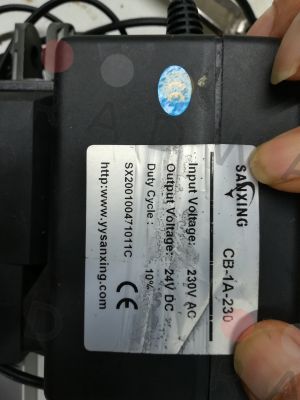 SANXING
CB-1A-230
Input Voltage: 230V AC
Output Voltage: 24V DC
Duty Cycle: 10%
SX200100471011C
CE
http:www.yysanxing.com